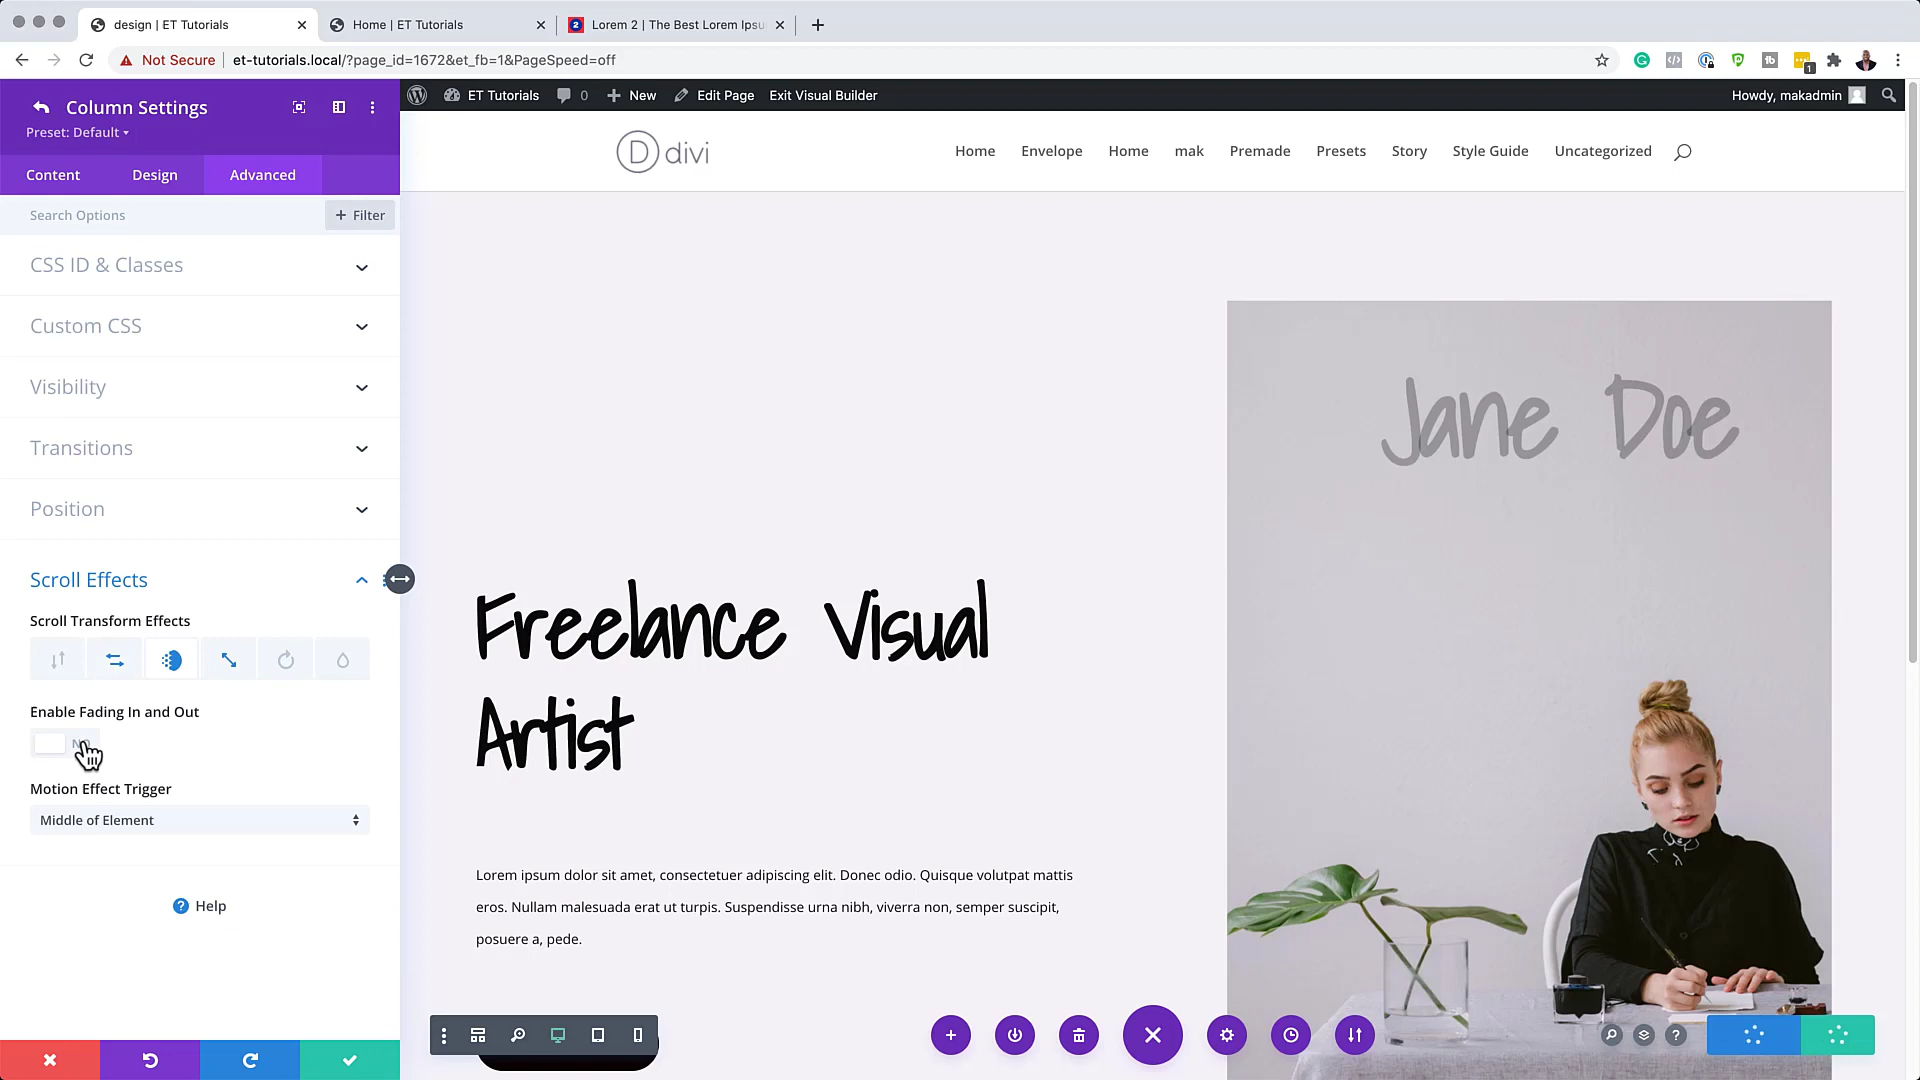 design | ET Tutorials
Home | ET Tutorials
2
Lorem 2 | The Best Lorem Ipsu
Not Secure
et-tutorials.local/?page_id=1672&et_fb=1&PageSpeed=off
1
Column Settings
Preset: Default
Content
Design
Advanced
Search Options
+ Filter
CSS ID & Classes
Custom CSS
Visibility
Transitions
Position
Scroll Effects
Scroll Transform Effects
Enable Fading In and Out
Motion Effect Trigger
Middle of Element
Help
ET Tutorials
0
New
Edit Page
Exit Visual Builder
Howdy, makadmin
D divi
Home
Envelope
Home
mak
Premade
Presets
Story
Style Guide
Uncategorized
Jane Doe
Freelance Visual
Artist
Lorem ipsum dolor sit amet, consectetuer adipiscing elit. Donec odio. Quisque volutpat mattis
eros. Nullam malesuada erat ut turpis. Suspendisse urna nibh, viverra non, semper suscipit,
posuere a, pede.